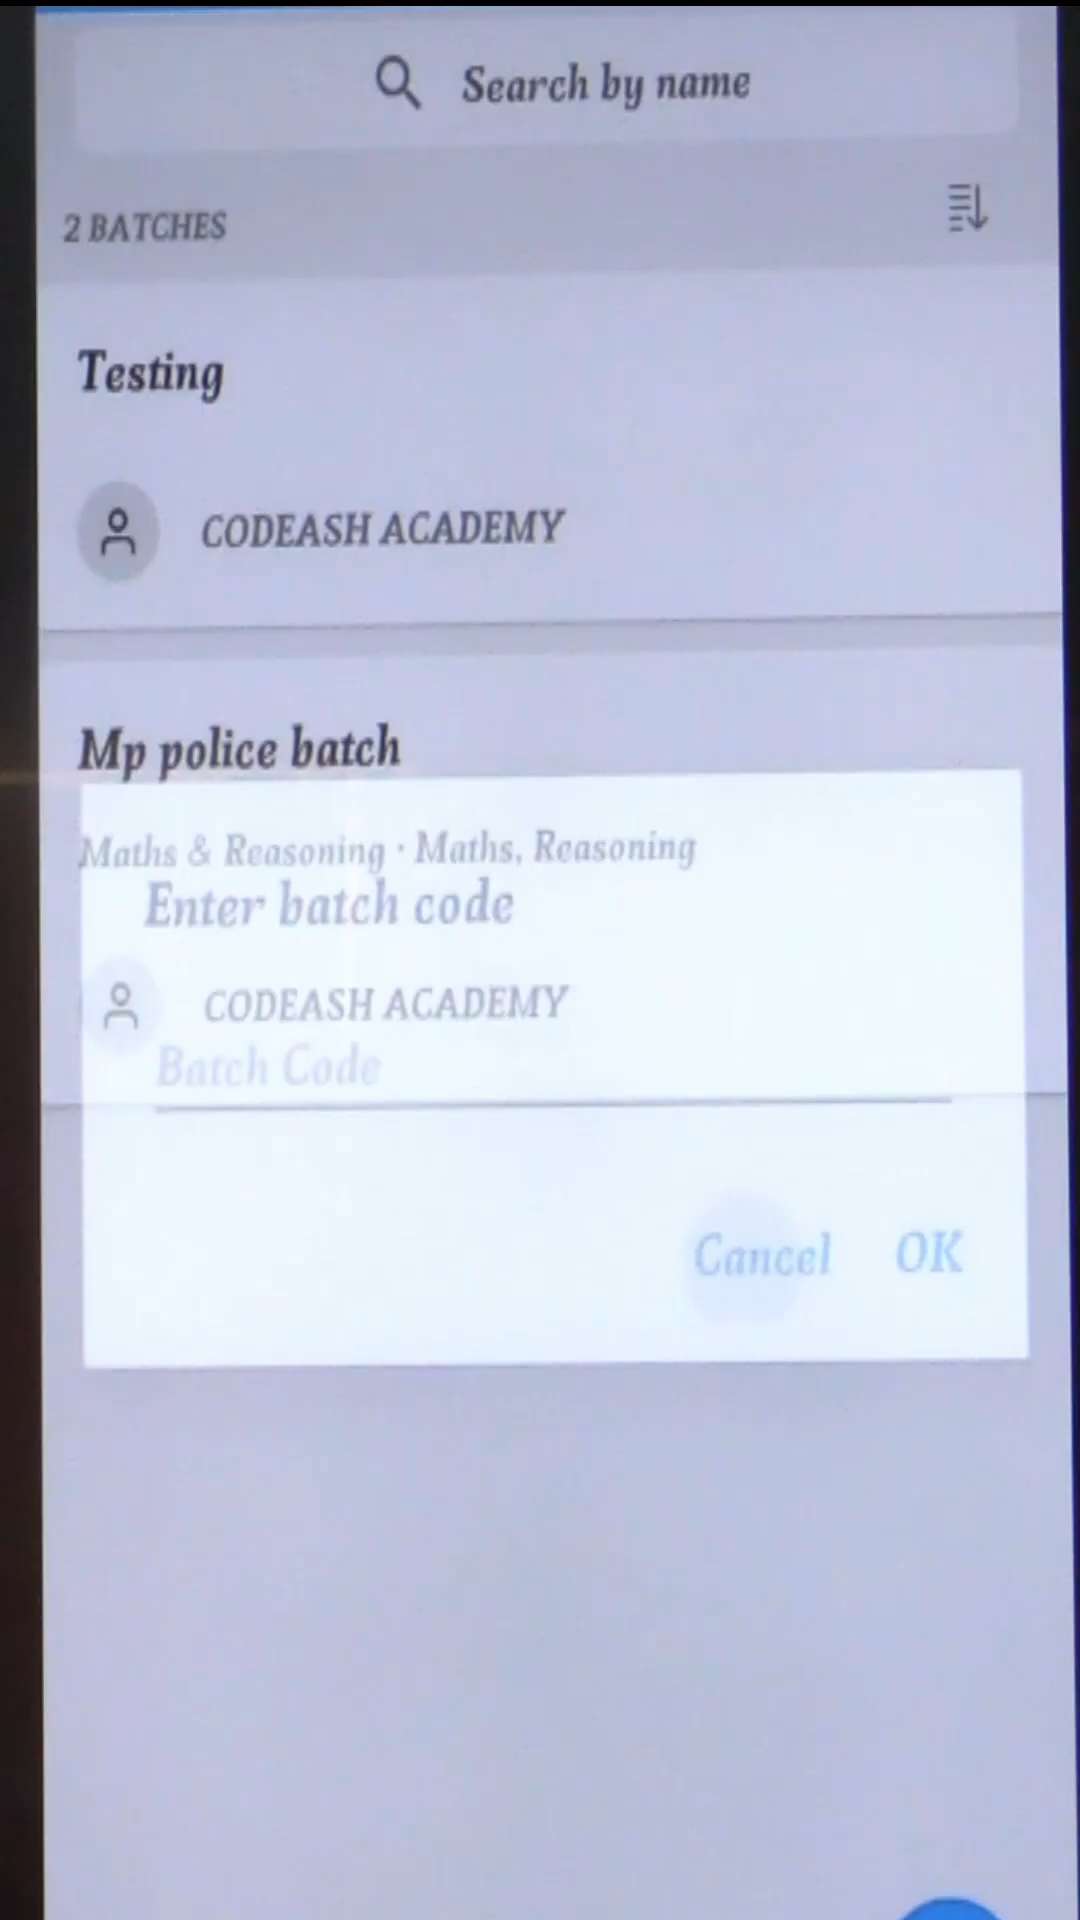 Search by name
2 BATCHES
Testing
CODEASH ACADEMY
Mp police batch
Maths & Reasoning · Maths, Reasoning
Enter batch code
CODEASH ACADEMY
Batch Code
Cancel OK